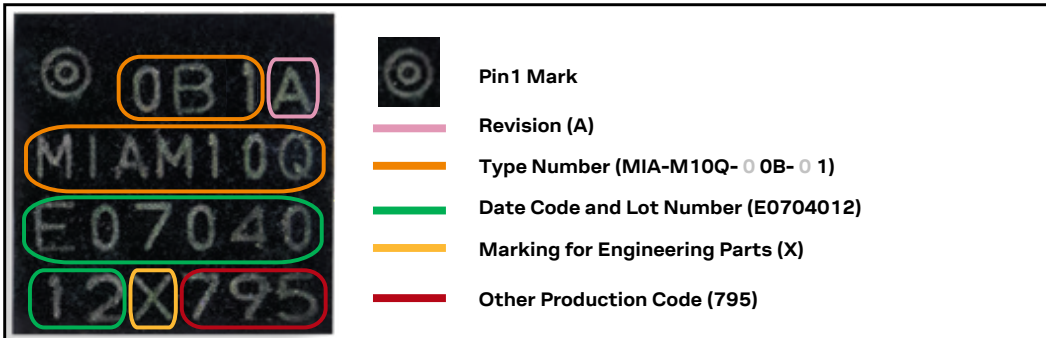 0B1A
MIAM10Q
E07040
12X795
Pin1 Mark
Revision (A)
Type Number (MIA-M10Q- 0 0B- 0 1)
Date Code and Lot Number (E0704012)
Marking for Engineering Parts (X)
Other Production Code (795)